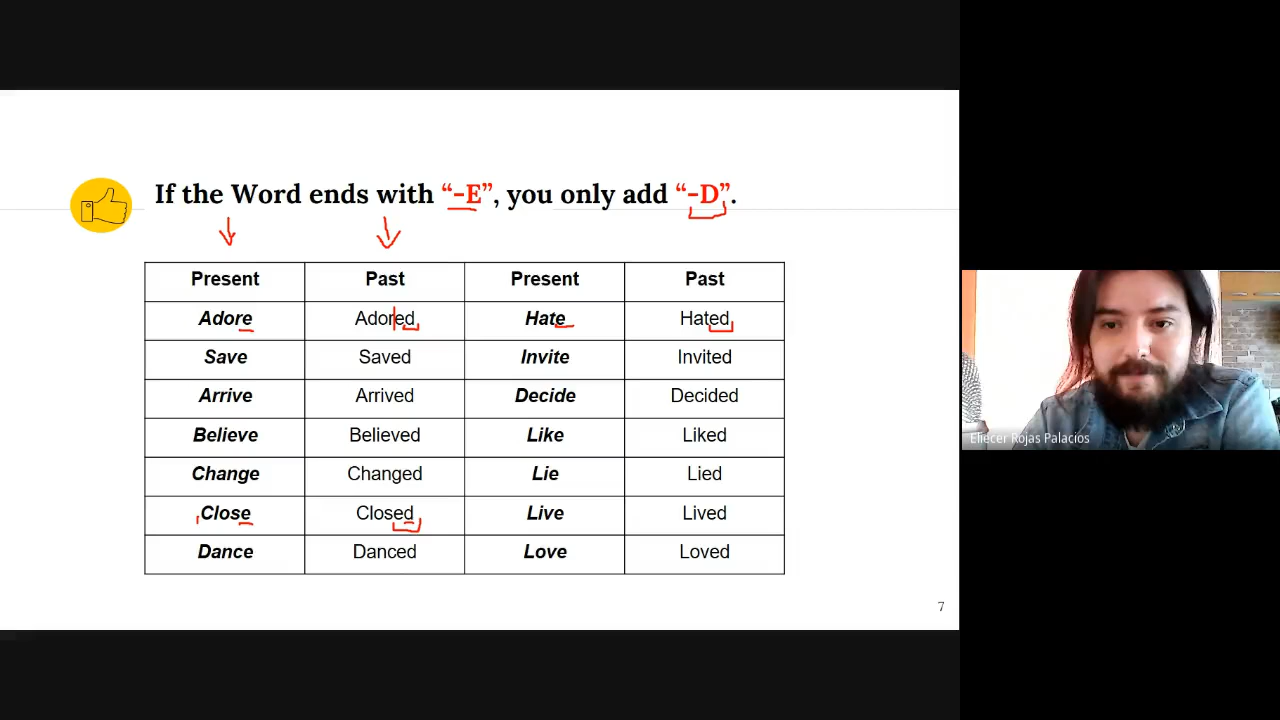 If the Word ends with “-E”, you only add “-D”.
Present Past Present Past
Adore Adored Hate Hated
Save Saved Invite Invited
Arrive Arrived Decide Decided
Believe Believed Like Liked
Change Changed Lie Lied
Close Closed Live Lived
Dance Danced Love Loved
7
Eliecer Rojas Palacios